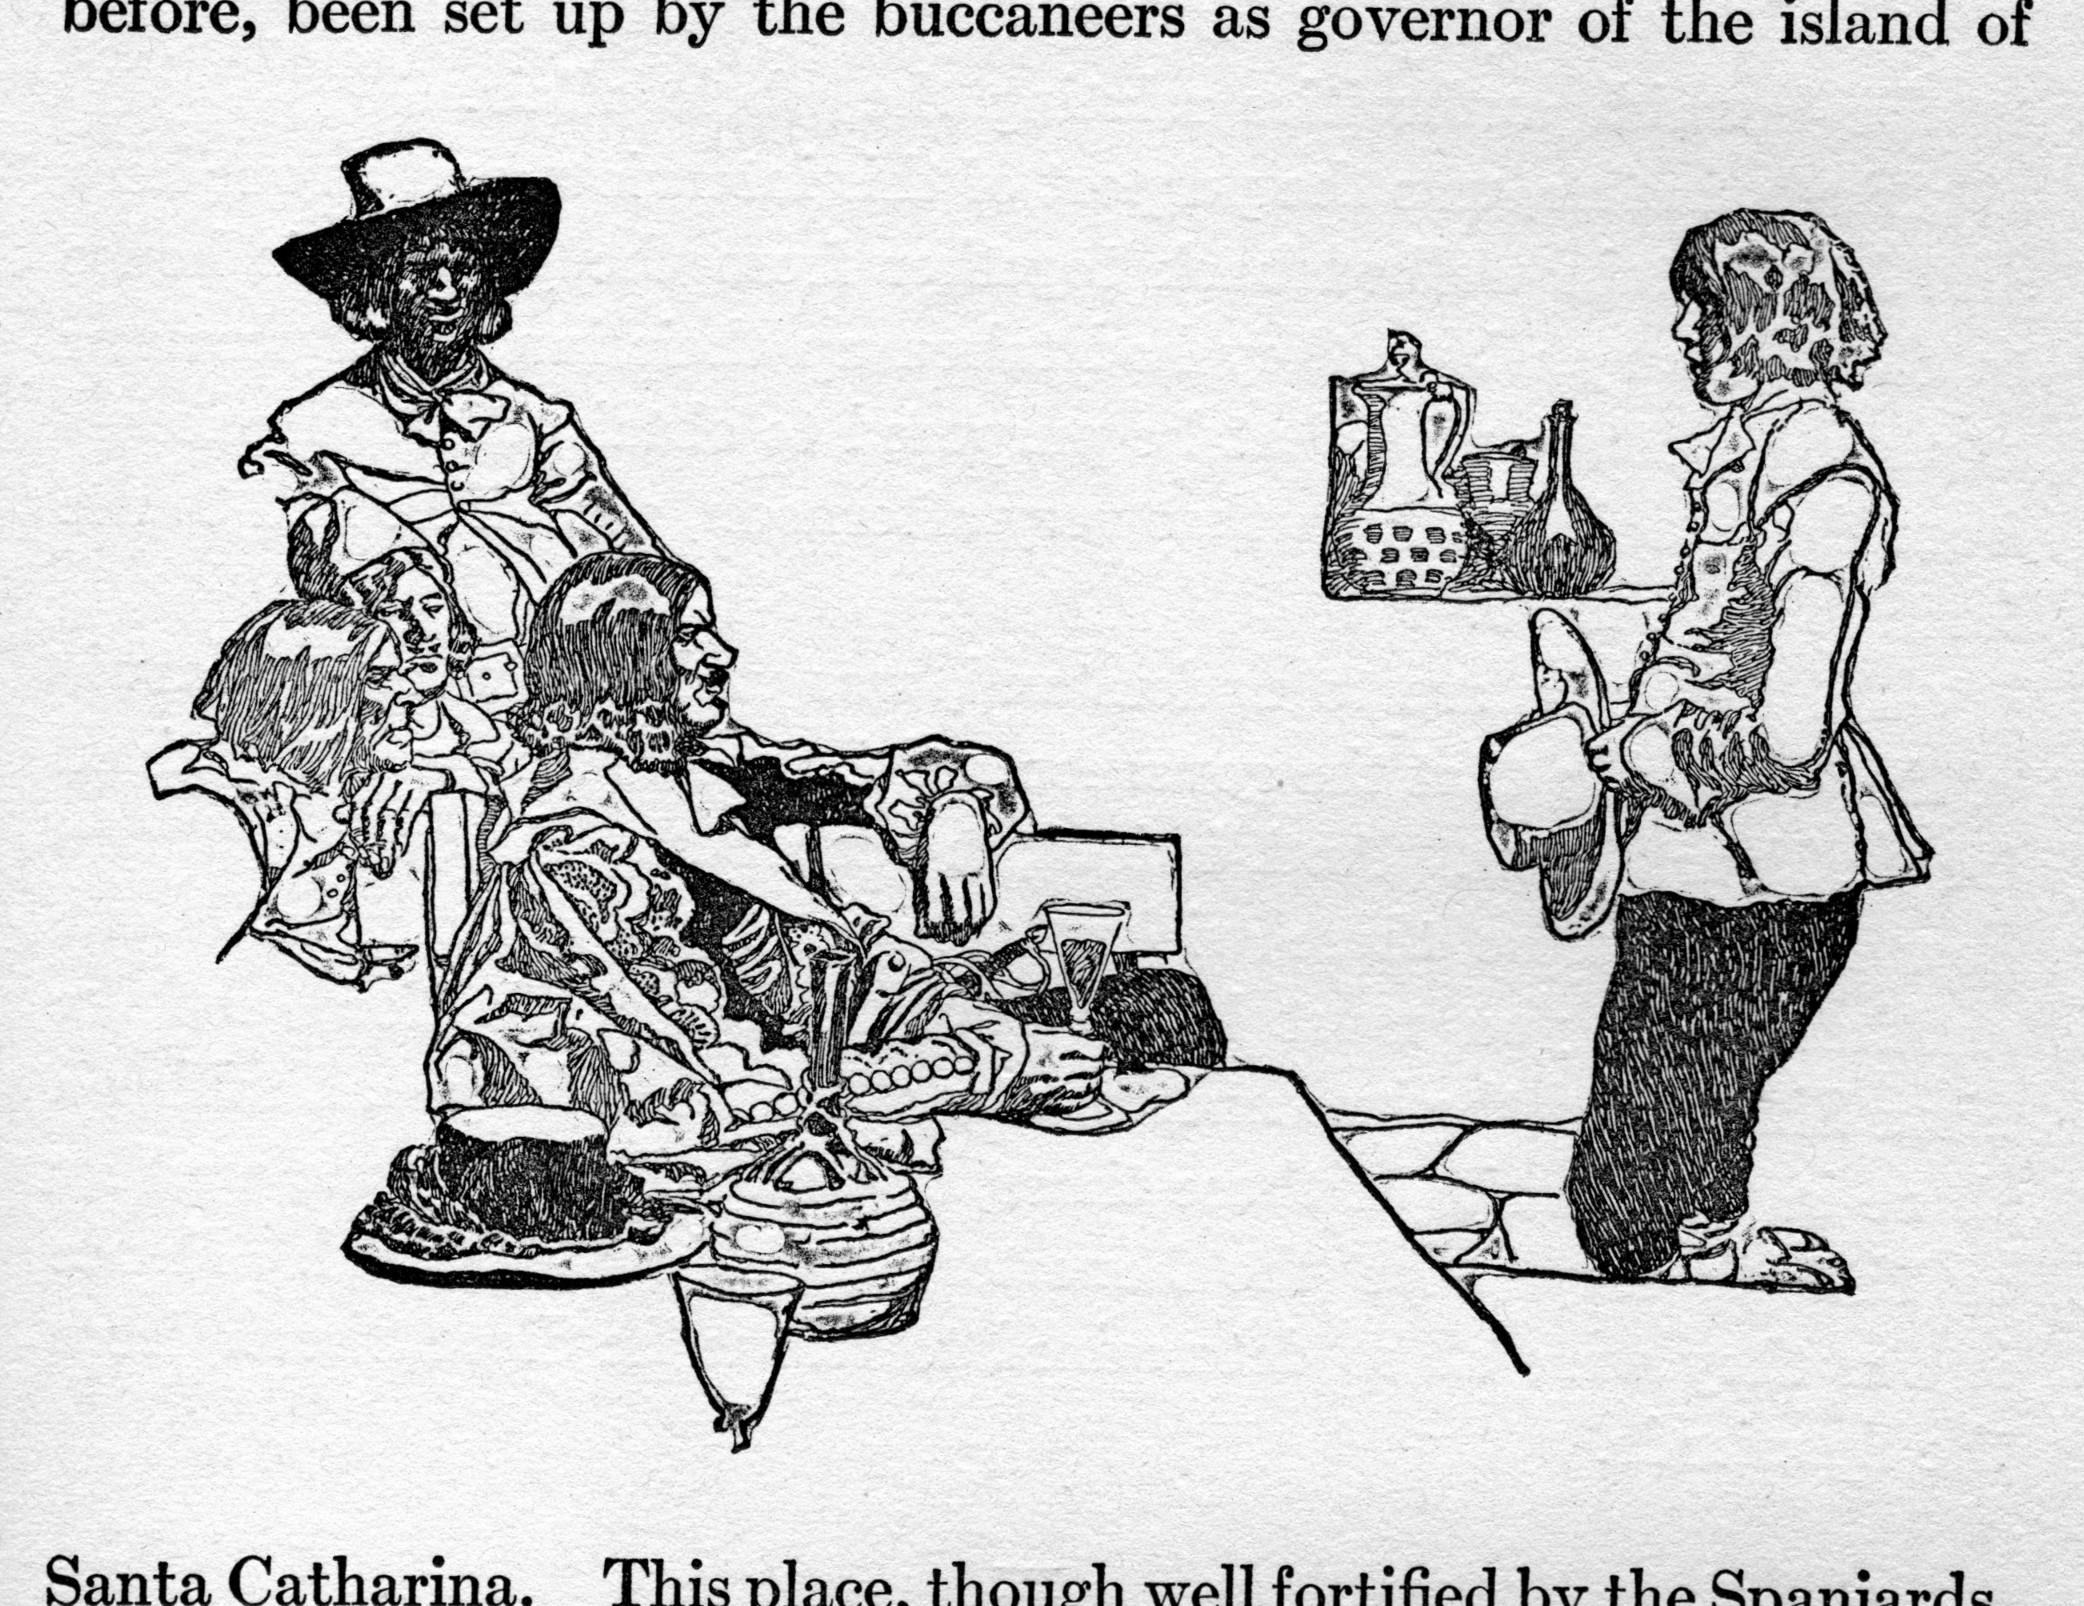 before, been set up by the buccaneers as governor of the island of
Santa Catharina. This place, though well fortified by the Spaniards,